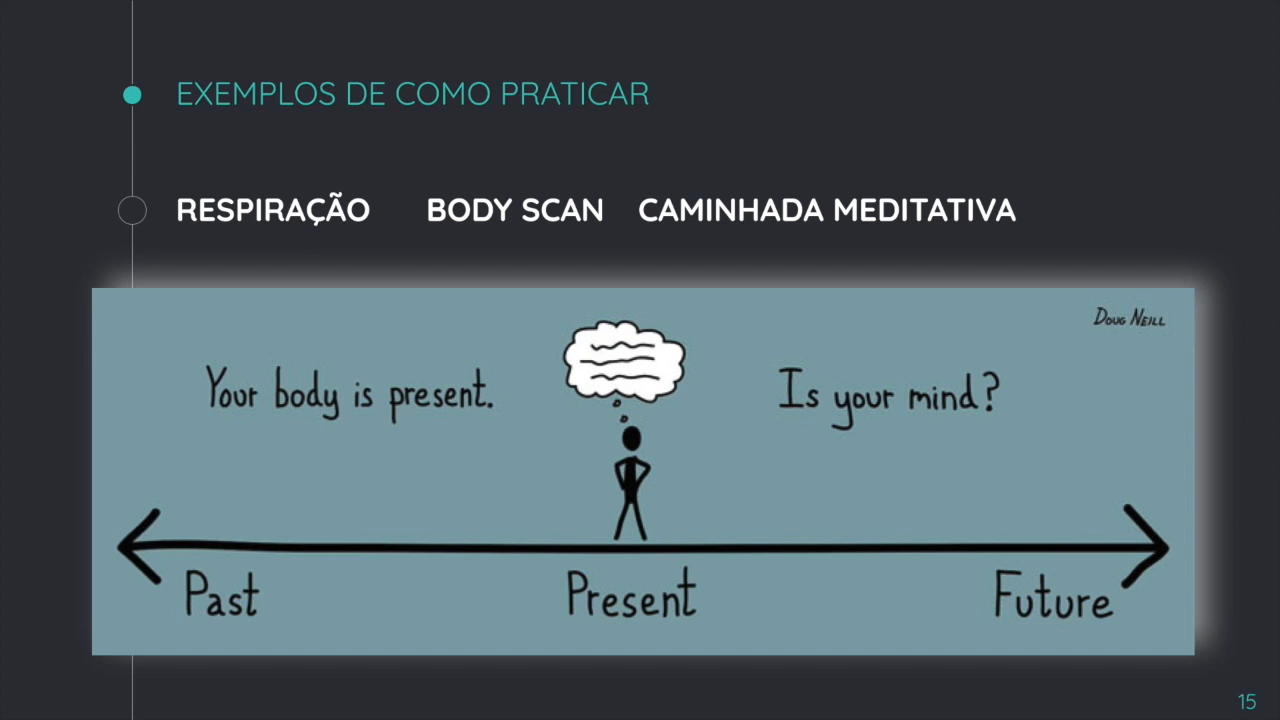 EXEMPLOS DE COMO PRATICAR
RESPIRAÇÃO BODY SCAN CAMINHADA MEDITATIVA
DOUG NEILL
Your body is present. Is your mind?
Past Present Future
15